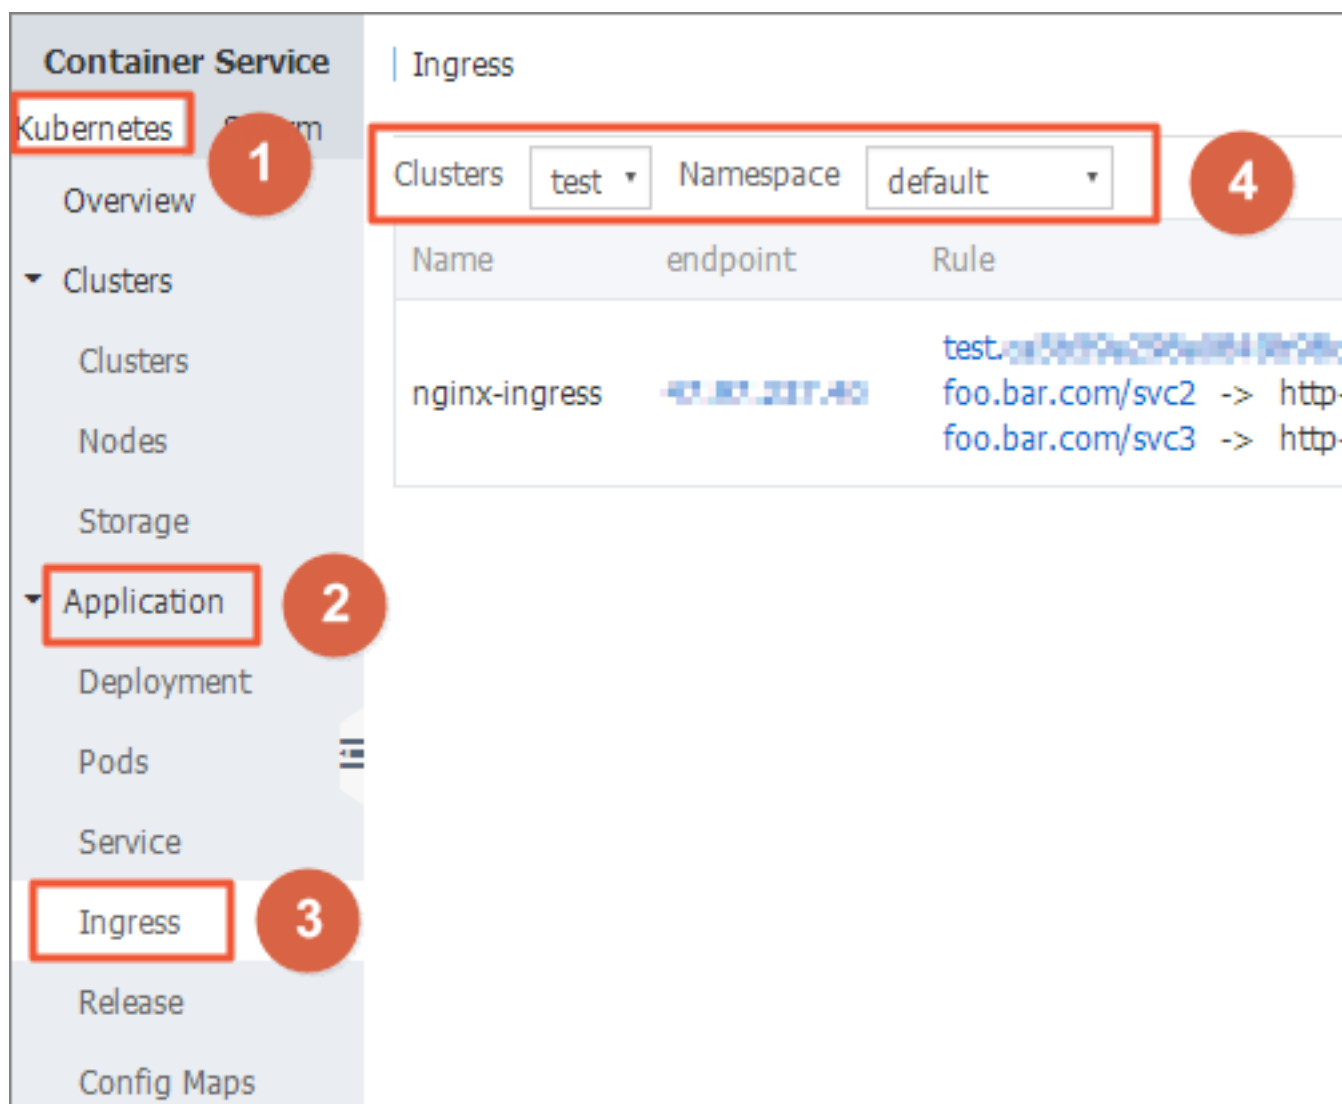 Container Service
Kubernetes
1
Overview
Clusters
Clusters
Nodes
Storage
Application
2
Deployment
Pods
Service
Ingress
3
Release
Config Maps
Ingress
Clusters test Namespace default
4
Name endpoint Rule
test.
nginx-ingress
foo.bar.com/svc2 -> http-
foo.bar.com/svc3 -> http-